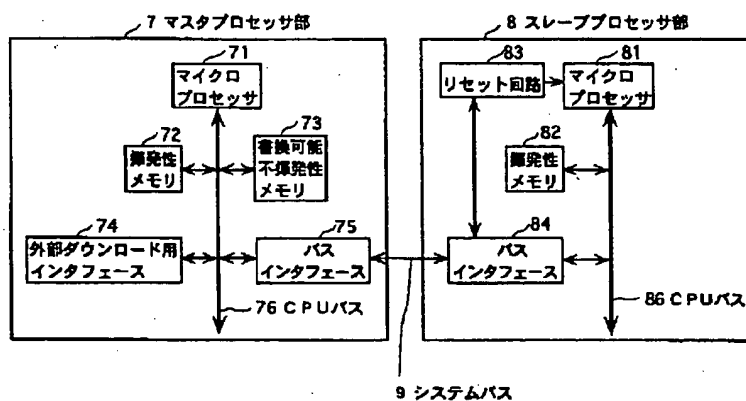 7 マスタプロセッサ部
71
マイクロ
プロセッサ
72
揮発性
メモリ
73
書換可能
不揮発性
メモリ
74
外部ダウンロード用
インタフェース
75
バス
インタフェース
76 CPUバス
8 スレーブプロセッサ部
83
リセット回路
81
マイクロ
プロセッサ
82
揮発性
メモリ
84
バス
インタフェース
86 CPUバス
9 システムバス